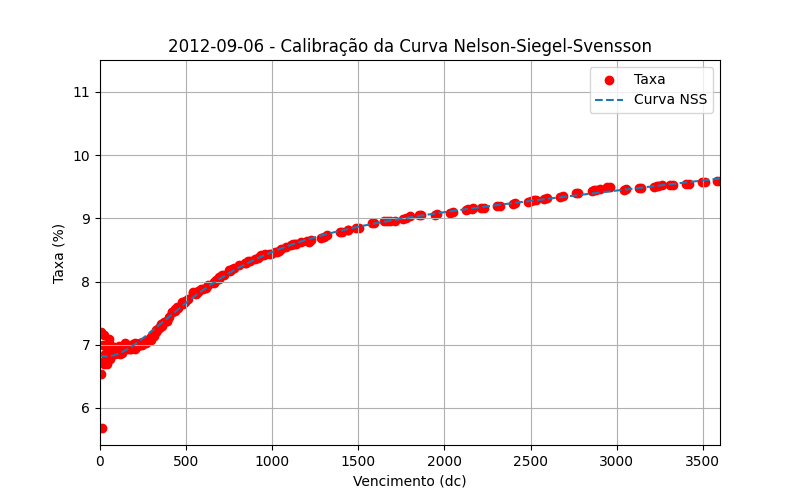 2012-09-06 - Calibração da Curva Nelson-Siegel-Svensson
Taxa
Curva NSS
Taxa (%)
11
10
9
8
7
6
0 500 1000 1500 2000 2500 3000 3500
Vencimento (dc)